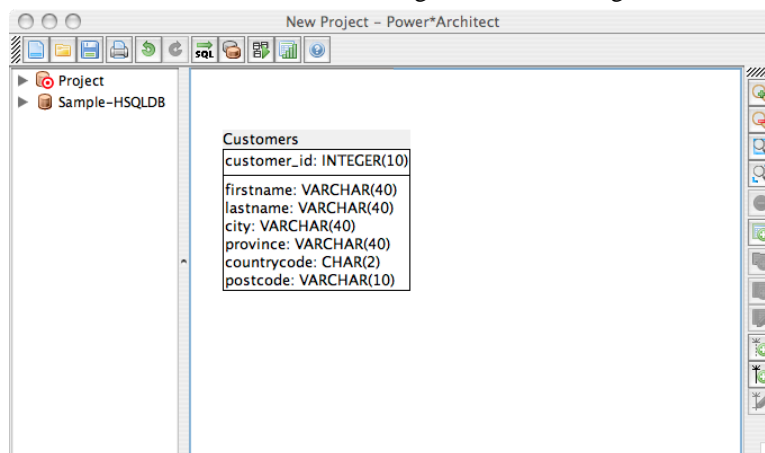 New Project – Power*Architect
SQL
Project
Sample-HSQLDB
Customers
customer_id: INTEGER(10)
firstname: VARCHAR(40)
lastname: VARCHAR(40)
city: VARCHAR(40)
province: VARCHAR(40)
countrycode: CHAR(2)
postcode: VARCHAR(10)